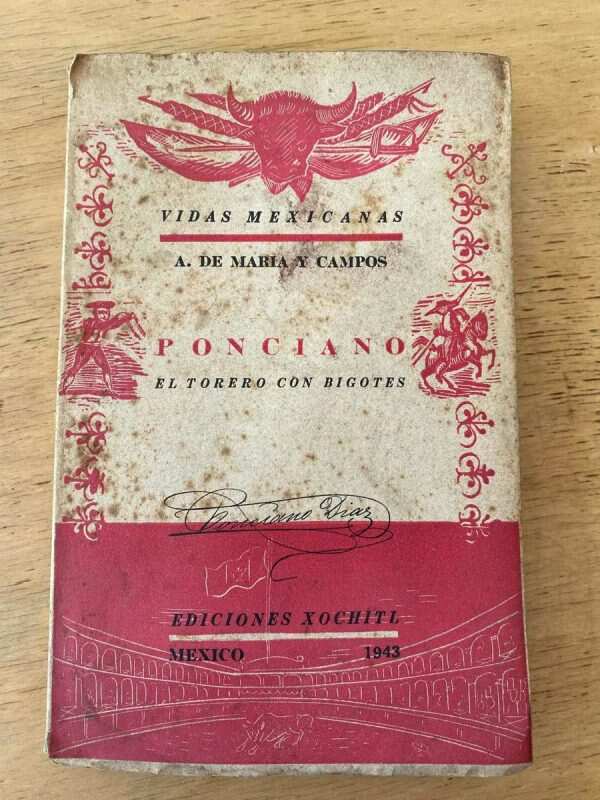 VIDAS MEXICANAS
A. DE MARIA Y CAMPOS
PONCIANO
EL TORERO CON BIGOTES
Ponciano Diaz
EDICIONES XOCHITL
MEXICO 1943